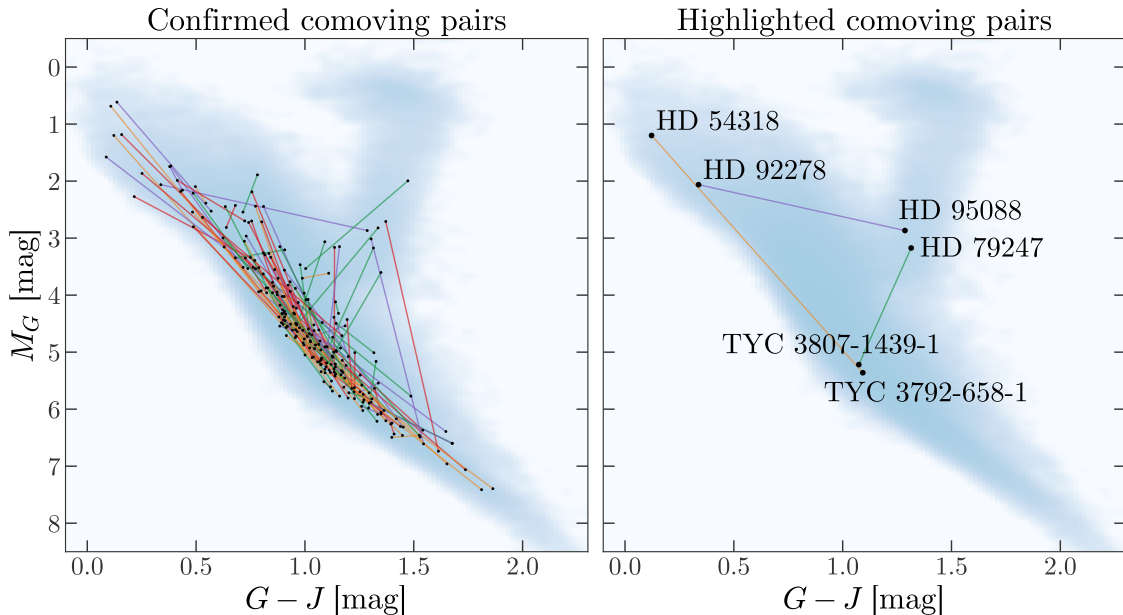 Confirmed comoving pairs
Highlighted comoving pairs
0
1
2
3
4
5
6
7
8
M_G [mag]
0.0 0.5 1.0 1.5 2.0
G − J [mag]
HD 54318
HD 92278
HD 95088
HD 79247
TYC 3807-1439-1
TYC 3792-658-1
0.0 0.5 1.0 1.5 2.0
G − J [mag]